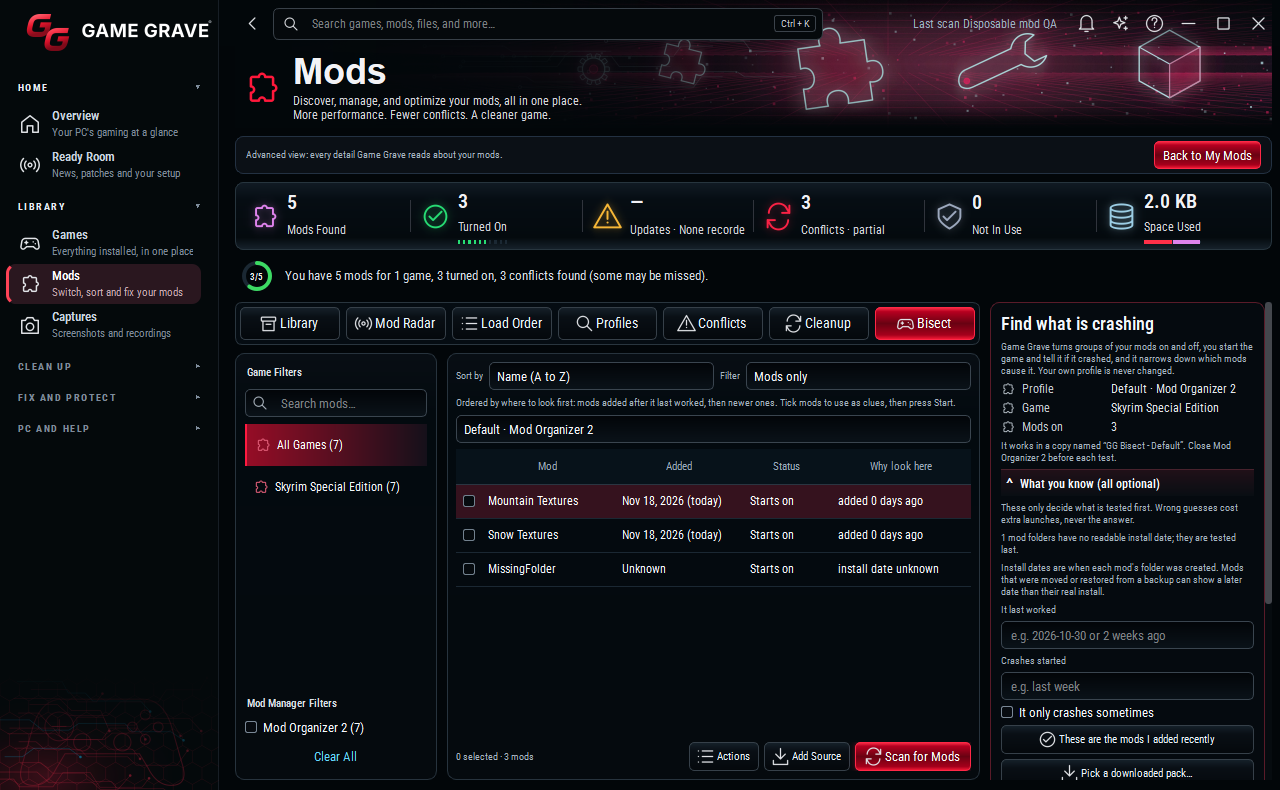 GAME GRAVE
Search games, mods, files, and more...
Ctrl + K
Last scan Disposable mod QA
HOME
Overview
Your PC's gaming at a glance
Ready Room
News, patches and your setup
LIBRARY
Games
Everything installed, in one place
Mods
Switch, sort and fix your mods
Captures
Screenshots and recordings
CLEAN UP
FIX AND PROTECT
PC AND HELP
Mods
Discover, manage, and optimize your mods, all in one place.
More performance. Fewer conflicts. A cleaner game.
Advanced view: every detail Game Grave reads about your mods.
Back to My Mods
5
Mods Found
3
Turned On
—
Updates · None recorde
3
Conflicts · partial
0
Not In Use
2.0 KB
Space Used
3/5
You have 5 mods for 1 game, 3 turned on, 3 conflicts found (some may be missed).
Library
Mod Radar
Load Order
Profiles
Conflicts
Cleanup
Bisect
Game Filters
Search mods...
All Games (7)
Skyrim Special Edition (7)
Mod Manager Filters
Mod Organizer 2 (7)
Clear All
Sort by
Name (A to Z)
Filter
Mods only
Ordered by where to look first: mods added after it last worked, then newer ones. Tick mods to use as clues, then press Start.
Default · Mod Organizer 2
Mod Added Status Why look here
Mountain Textures Nov 18, 2026 (today) Starts on added 0 days ago
Snow Textures Nov 18, 2026 (today) Starts on added 0 days ago
MissingFolder Unknown Starts on install date unknown
0 selected · 3 mods
Actions
Add Source
Scan for Mods
Find what is crashing
Game Grave turns groups of your mods on and off, you start the
game and tell it if it crashed, and it narrows down which mods
cause it. Your own profile is never changed.
Profile Default · Mod Organizer 2
Game Skyrim Special Edition
Mods on 3
It works in a copy named “GG Bisect - Default”. Close Mod
Organizer 2 before each test.
^ What you know (all optional)
These only decide what is tested first. Wrong guesses cost
extra launches, never the answer.
1 mod folders have no readable install date; they are tested
last.
Install dates are when each mod's folder was created. Mods
that were moved or restored from a backup can show a later
date than their real install.
It last worked
e.g. 2026-10-30 or 2 weeks ago
Crashes started
e.g. last week
It only crashes sometimes
These are the mods I added recently
Pick a downloaded pack...